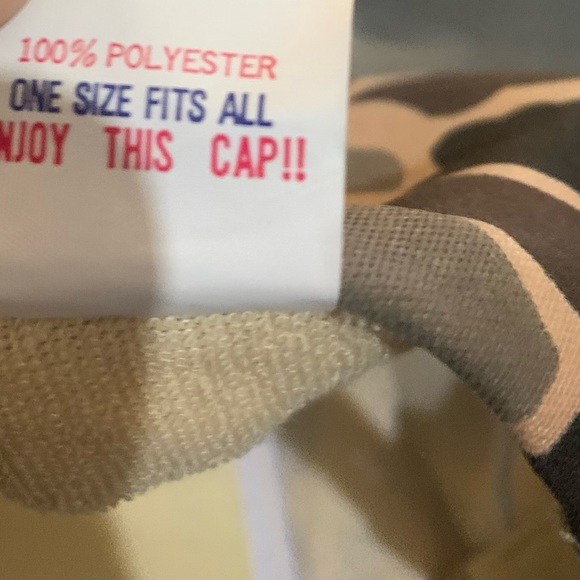 100% POLYESTER
ONE SIZE FITS ALL
NJOY THIS CAP!!